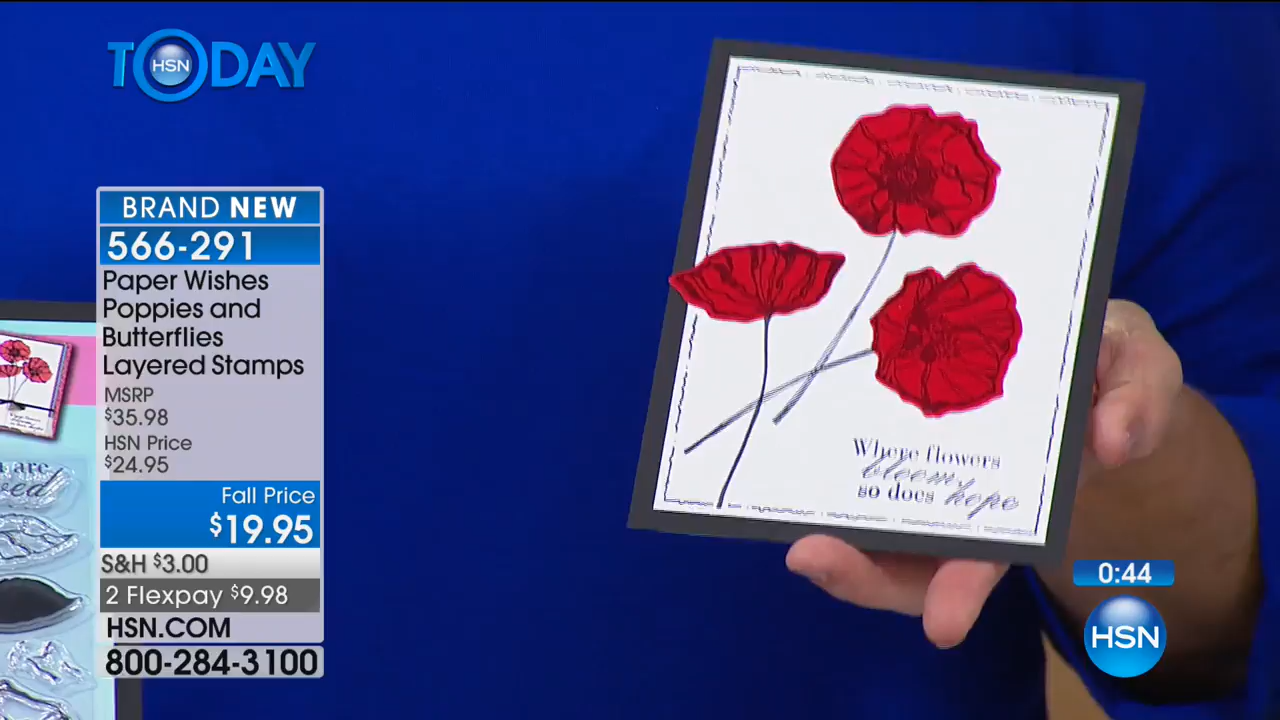 TODAY
HSN
BRAND NEW
566-291
Paper Wishes
Poppies and
Butterflies
Layered Stamps
MSRP
$35.98
HSN Price
$24.95
Fall Price
$19.95
S&H $3.00
2 Flexpay $9.98
HSN.COM
800-284-3100
Where flowers
bloom,
so does hope
are
0:44
HSN